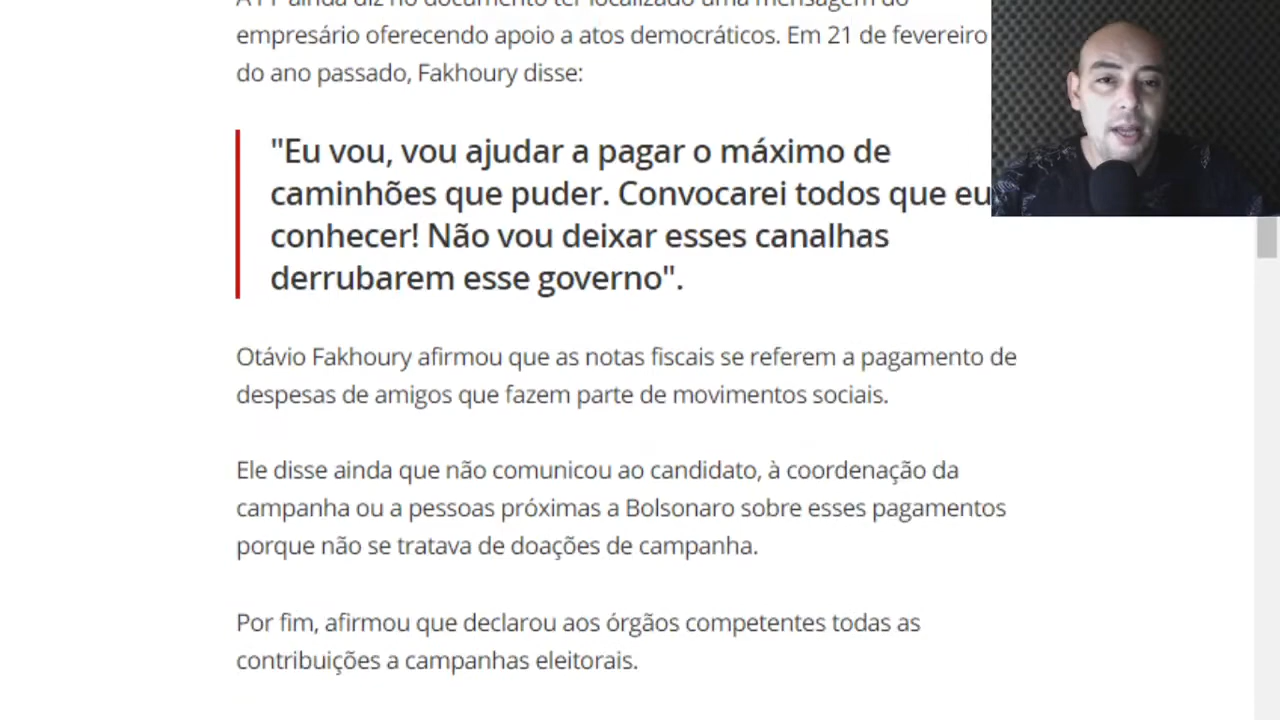 empresário oferecendo apoio a atos democráticos. Em 21 de fevereiro
do ano passado, Fakhoury disse:
"Eu vou, vou ajudar a pagar o máximo de
caminhões que puder. Convocarei todos que eu
conhecer! Não vou deixar esses canalhas
derrubarem esse governo".
Otávio Fakhoury afirmou que as notas fiscais se referem a pagamento de
despesas de amigos que fazem parte de movimentos sociais.
Ele disse ainda que não comunicou ao candidato, à coordenação da
campanha ou a pessoas próximas a Bolsonaro sobre esses pagamentos
porque não se tratava de doações de campanha.
Por fim, afirmou que declarou aos órgãos competentes todas as
contribuições a campanhas eleitorais.